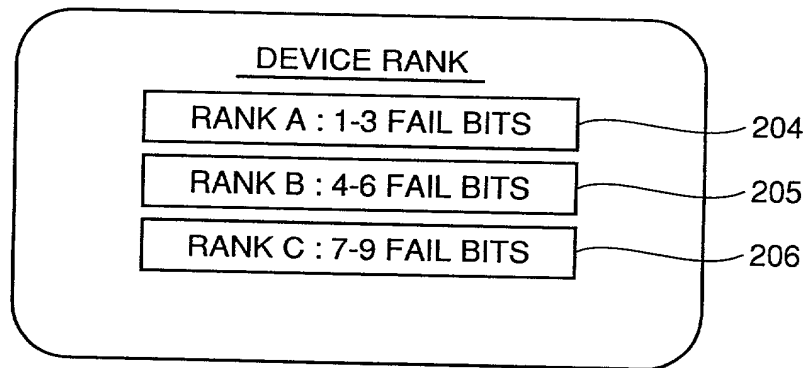 DEVICE RANK
RANK A : 1-3 FAIL BITS
204
RANK B : 4-6 FAIL BITS
205
RANK C : 7-9 FAIL BITS
206